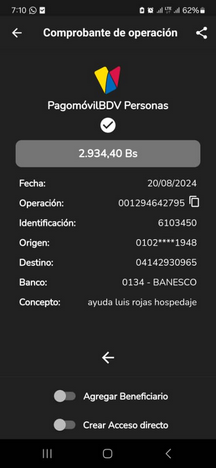 7:10
62%
Comprobante de operación
PagomóvilBDV Personas
2.934,40 Bs
Fecha: 20/08/2024
Operación: 001294642795
Identificación: 6103450
Origen: 0102****1948
Destino: 04142930965
Banco: 0134 - BANESCO
Concepto: ayuda luis rojas hospedaje
Agregar Beneficiario
Crear Acceso directo